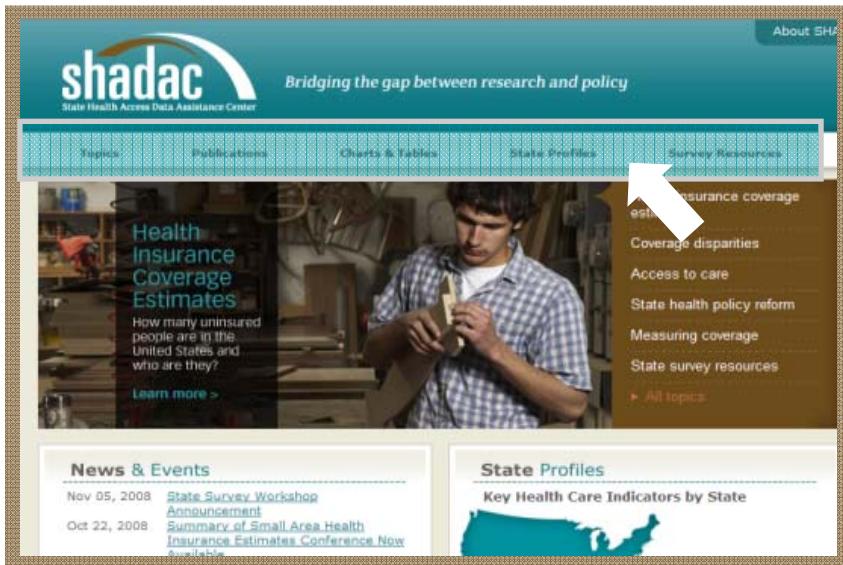 About SHA
shadac
State Health Access Data Assistance Center
Bridging the gap between research and policy
Topics Publications Charts & Tables State Profiles Survey Resources
Health
Insurance
Coverage
Estimates
How many uninsured
people are in the
United States and
who are they?
Learn more >
insurance coverage
Coverage disparities
Access to care
State health policy reform
Measuring coverage
State survey resources
► All topics
News & Events
Nov 05, 2008 State Survey Workshop
Announcement
Oct 22, 2008 Summary of Small Area Health
Insurance Estimates Conference Now
Available
State Profiles
Key Health Care Indicators by State